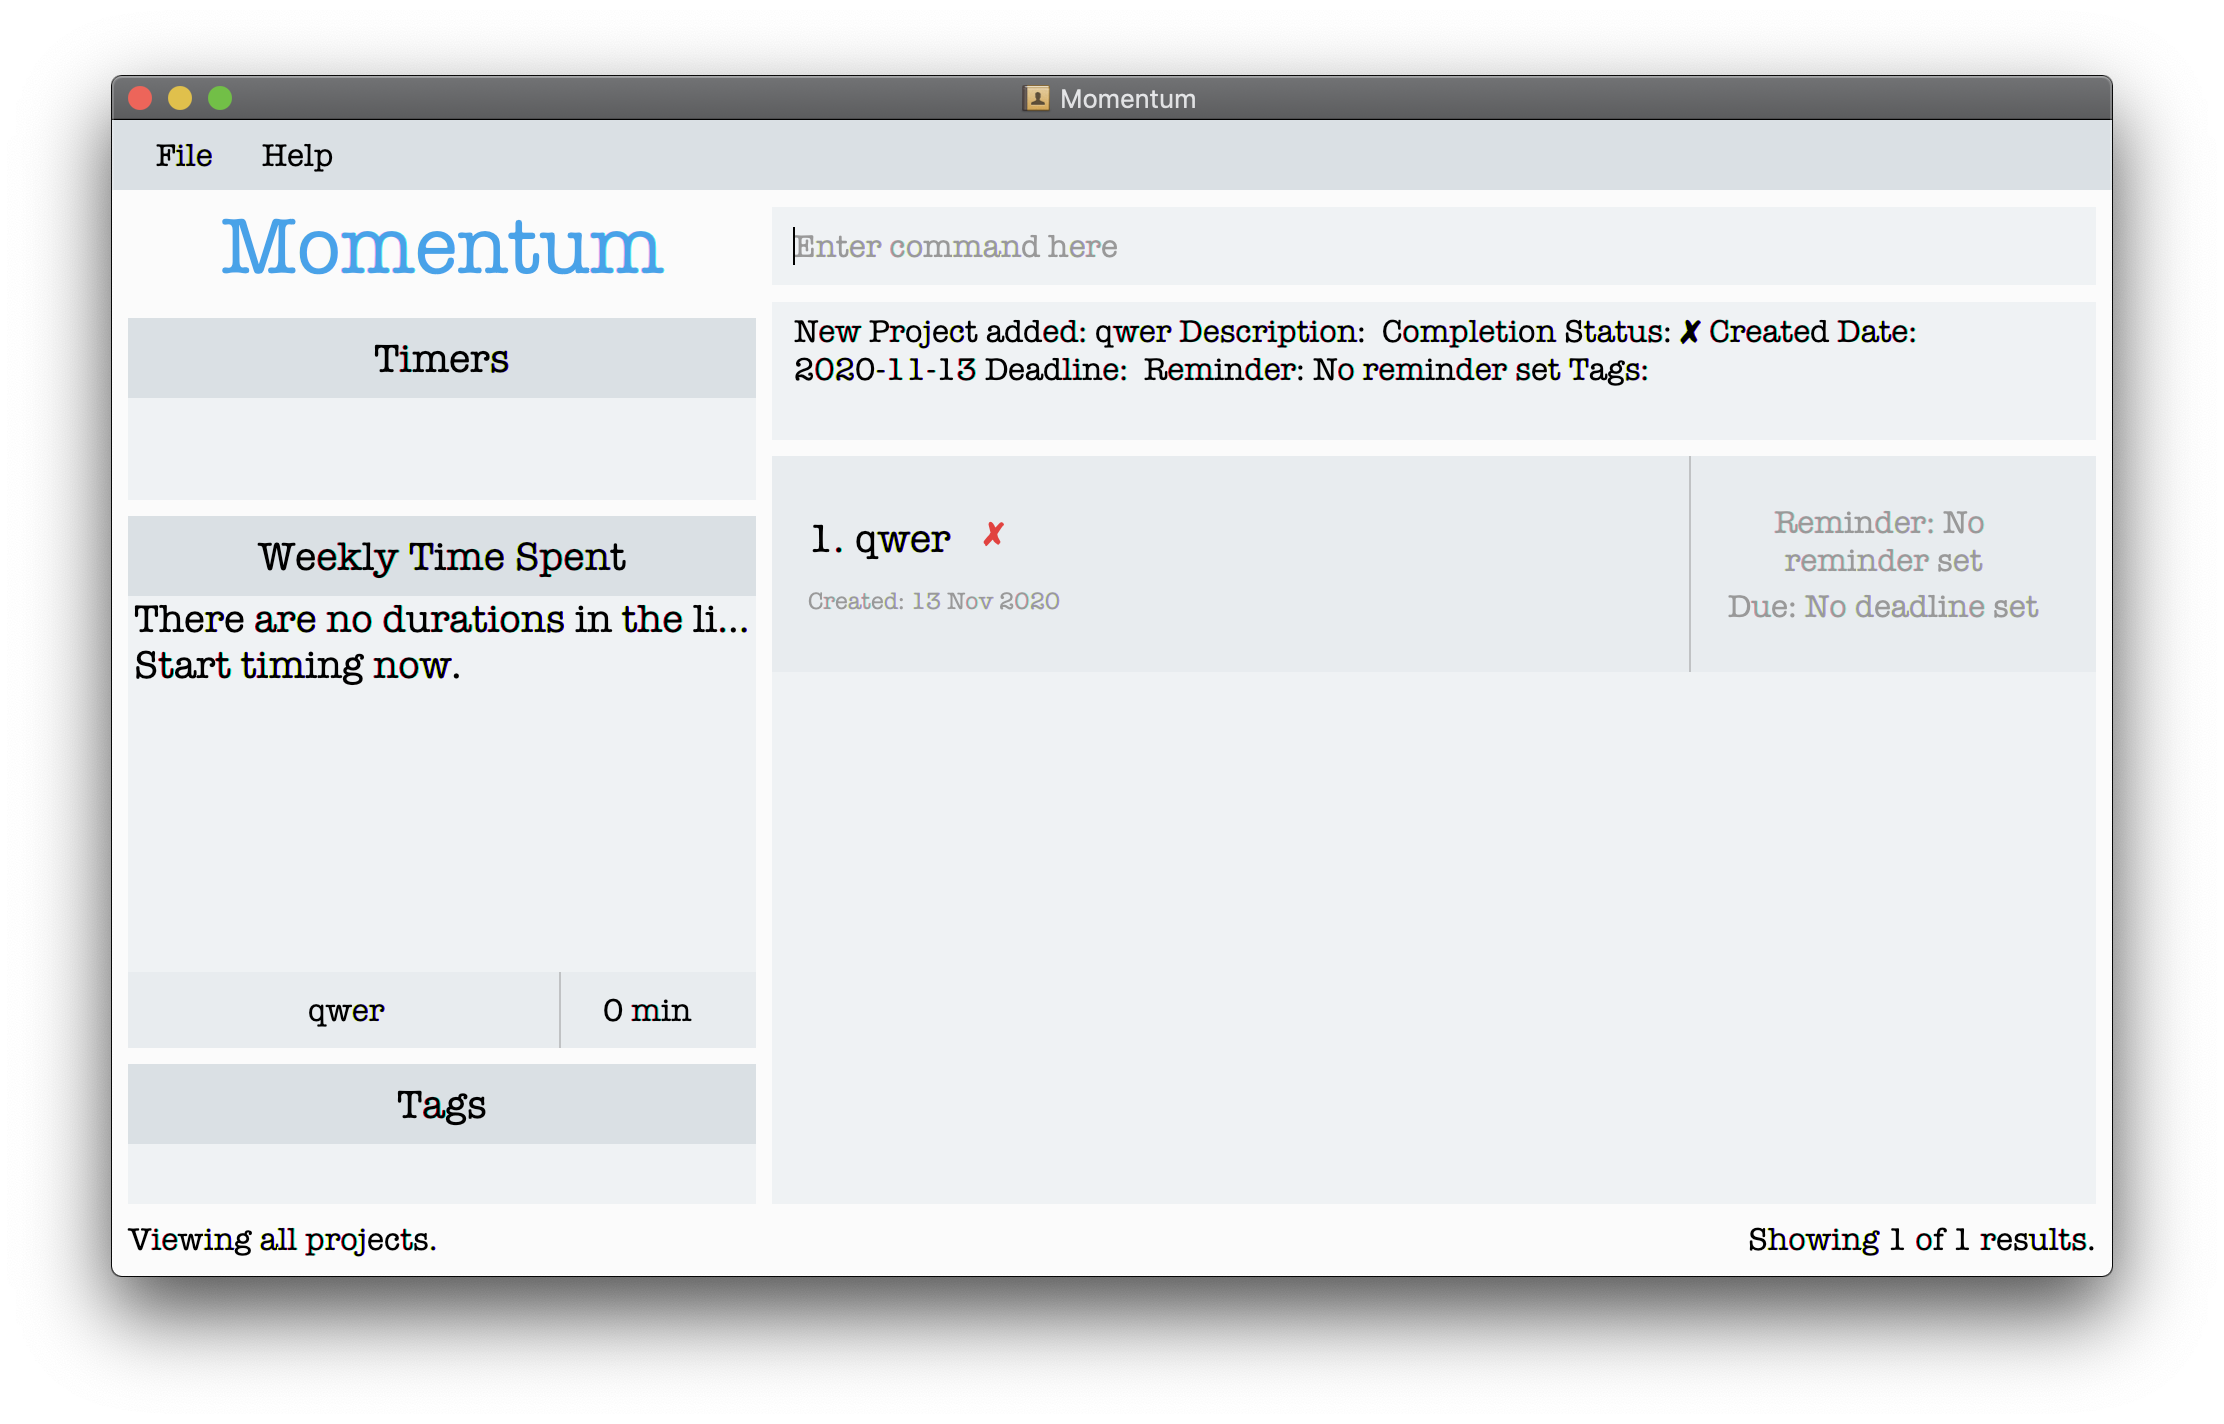 Momentum
File Help
Momentum
Enter command here
New Project added: qwer Description:  Completion Status: ✘ Created Date:
2020-11-13 Deadline:  Reminder: No reminder set Tags:
Timers
Weekly Time Spent
There are no durations in the li...
Start timing now.
qwer 0 min
Tags
1. qwer ✘
Created: 13 Nov 2020
Reminder: No
reminder set
Due: No deadline set
Viewing all projects.
Showing 1 of 1 results.